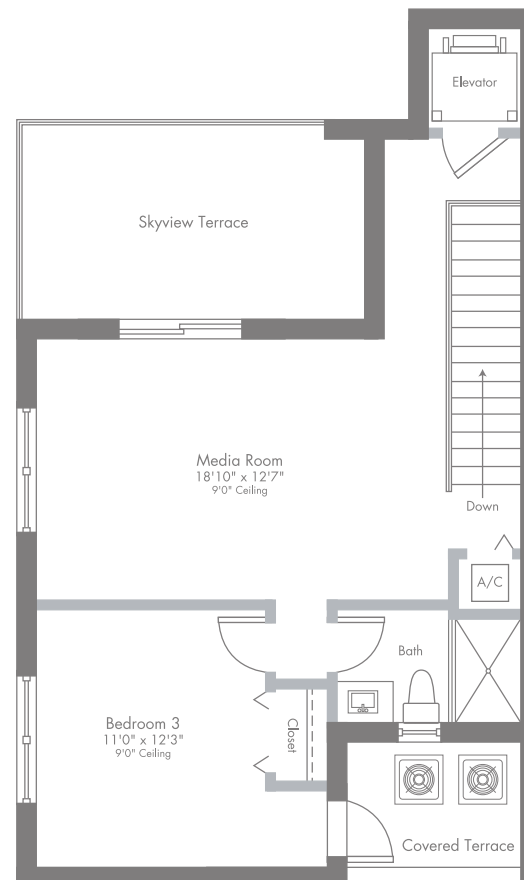 Elevator
Skyview Terrace
Media Room
18'10" x 12'7"
9'0" Ceiling
Down
A/C
Bath
Bedroom 3
11'0" x 12'3"
9'0" Ceiling
Closet
Covered Terrace